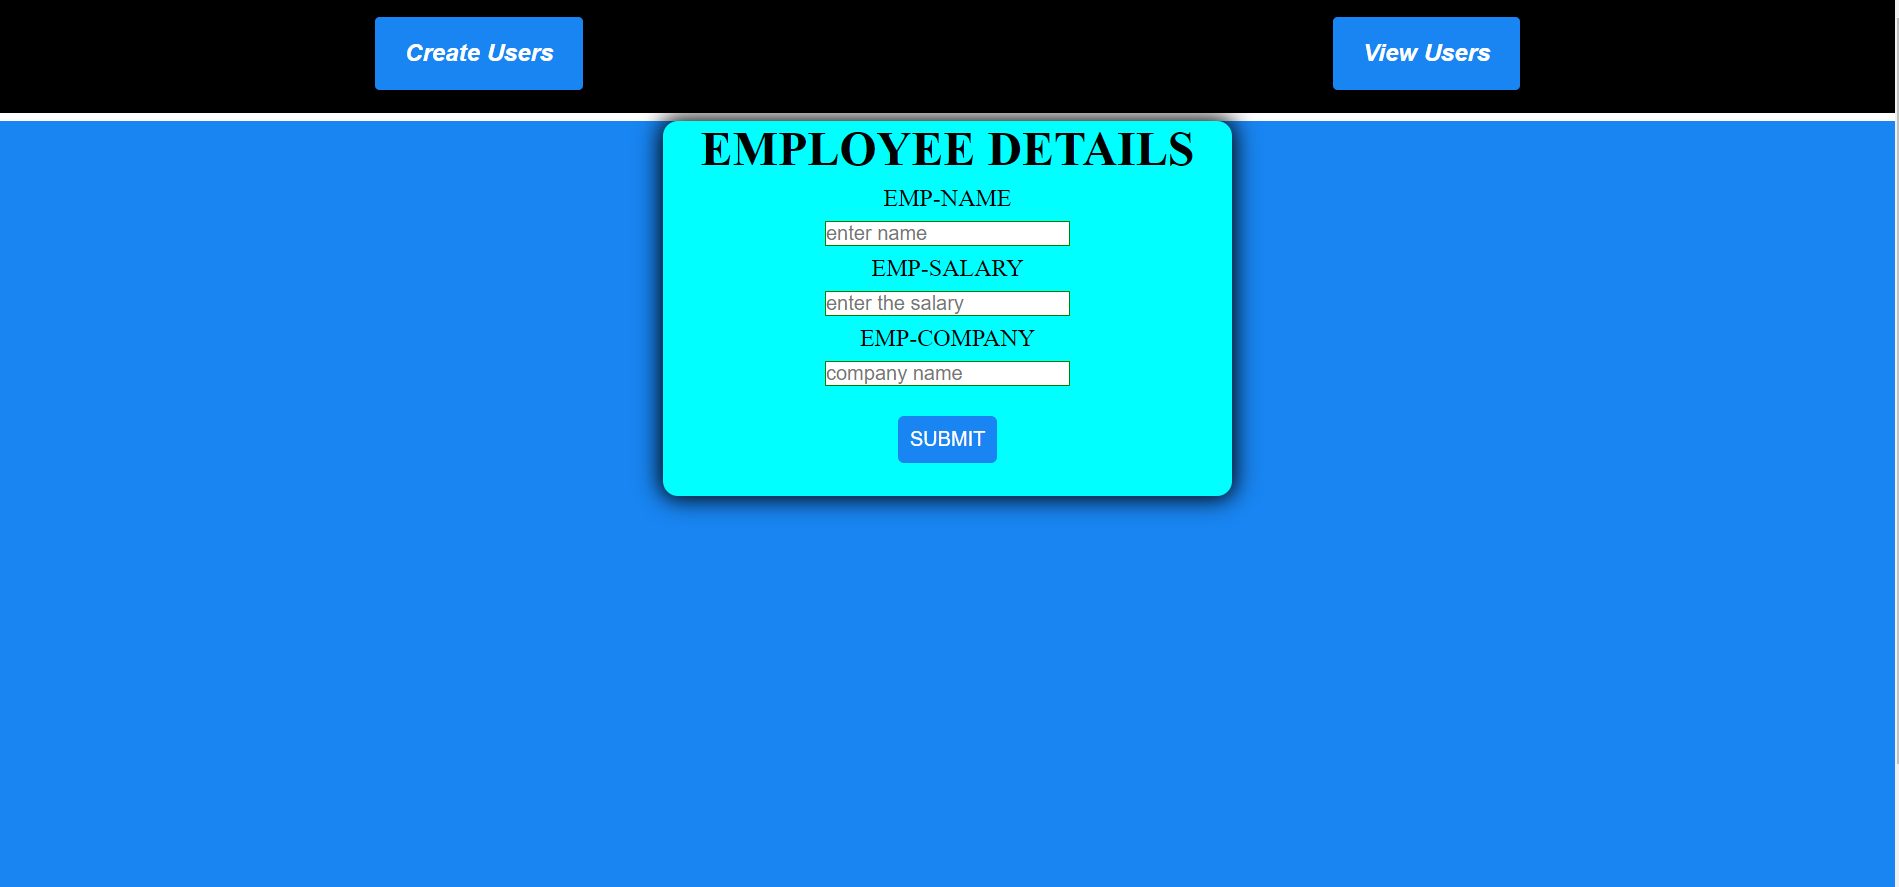 Create Users
View Users
EMPLOYEE DETAILS
EMP-NAME
enter name
EMP-SALARY
enter the salary
EMP-COMPANY
company name
SUBMIT